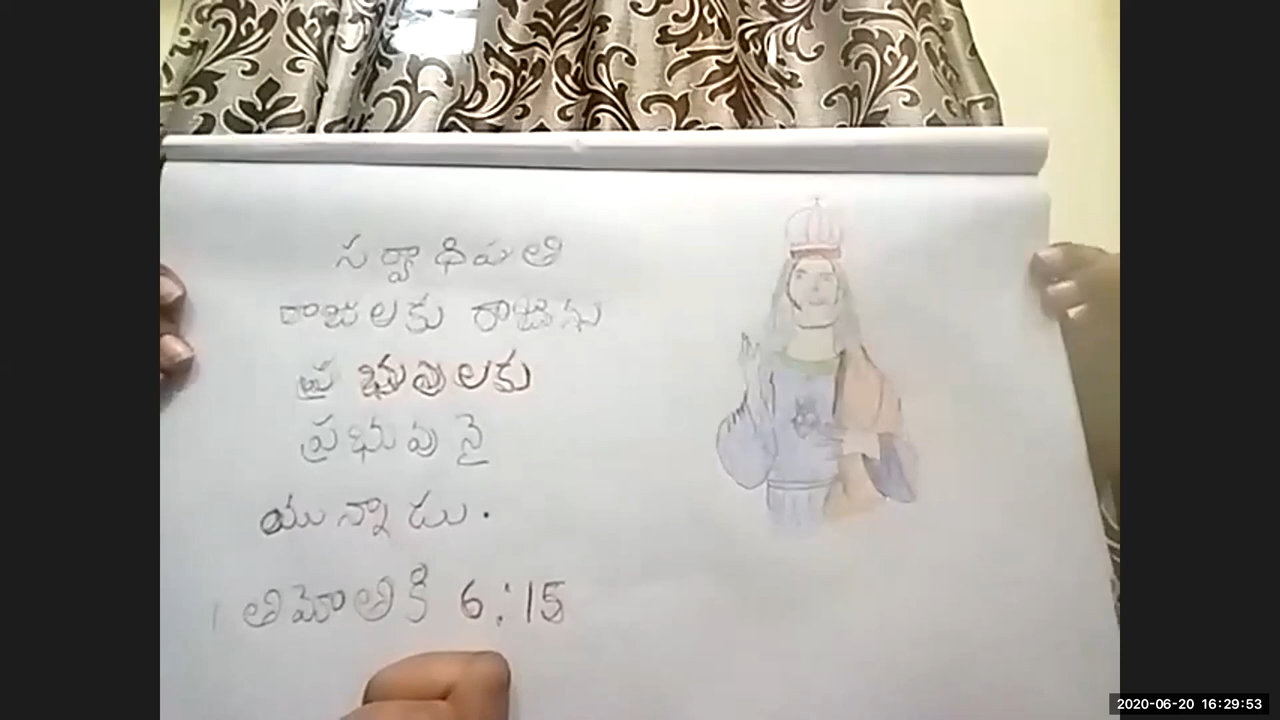 సర్వాధిపతి
రాజులకు రాజును
ప్రభువులకు
ప్రభువునై
యున్నాడు.
1 తిమోతికి 6:15
2020-06-20 16:29:53